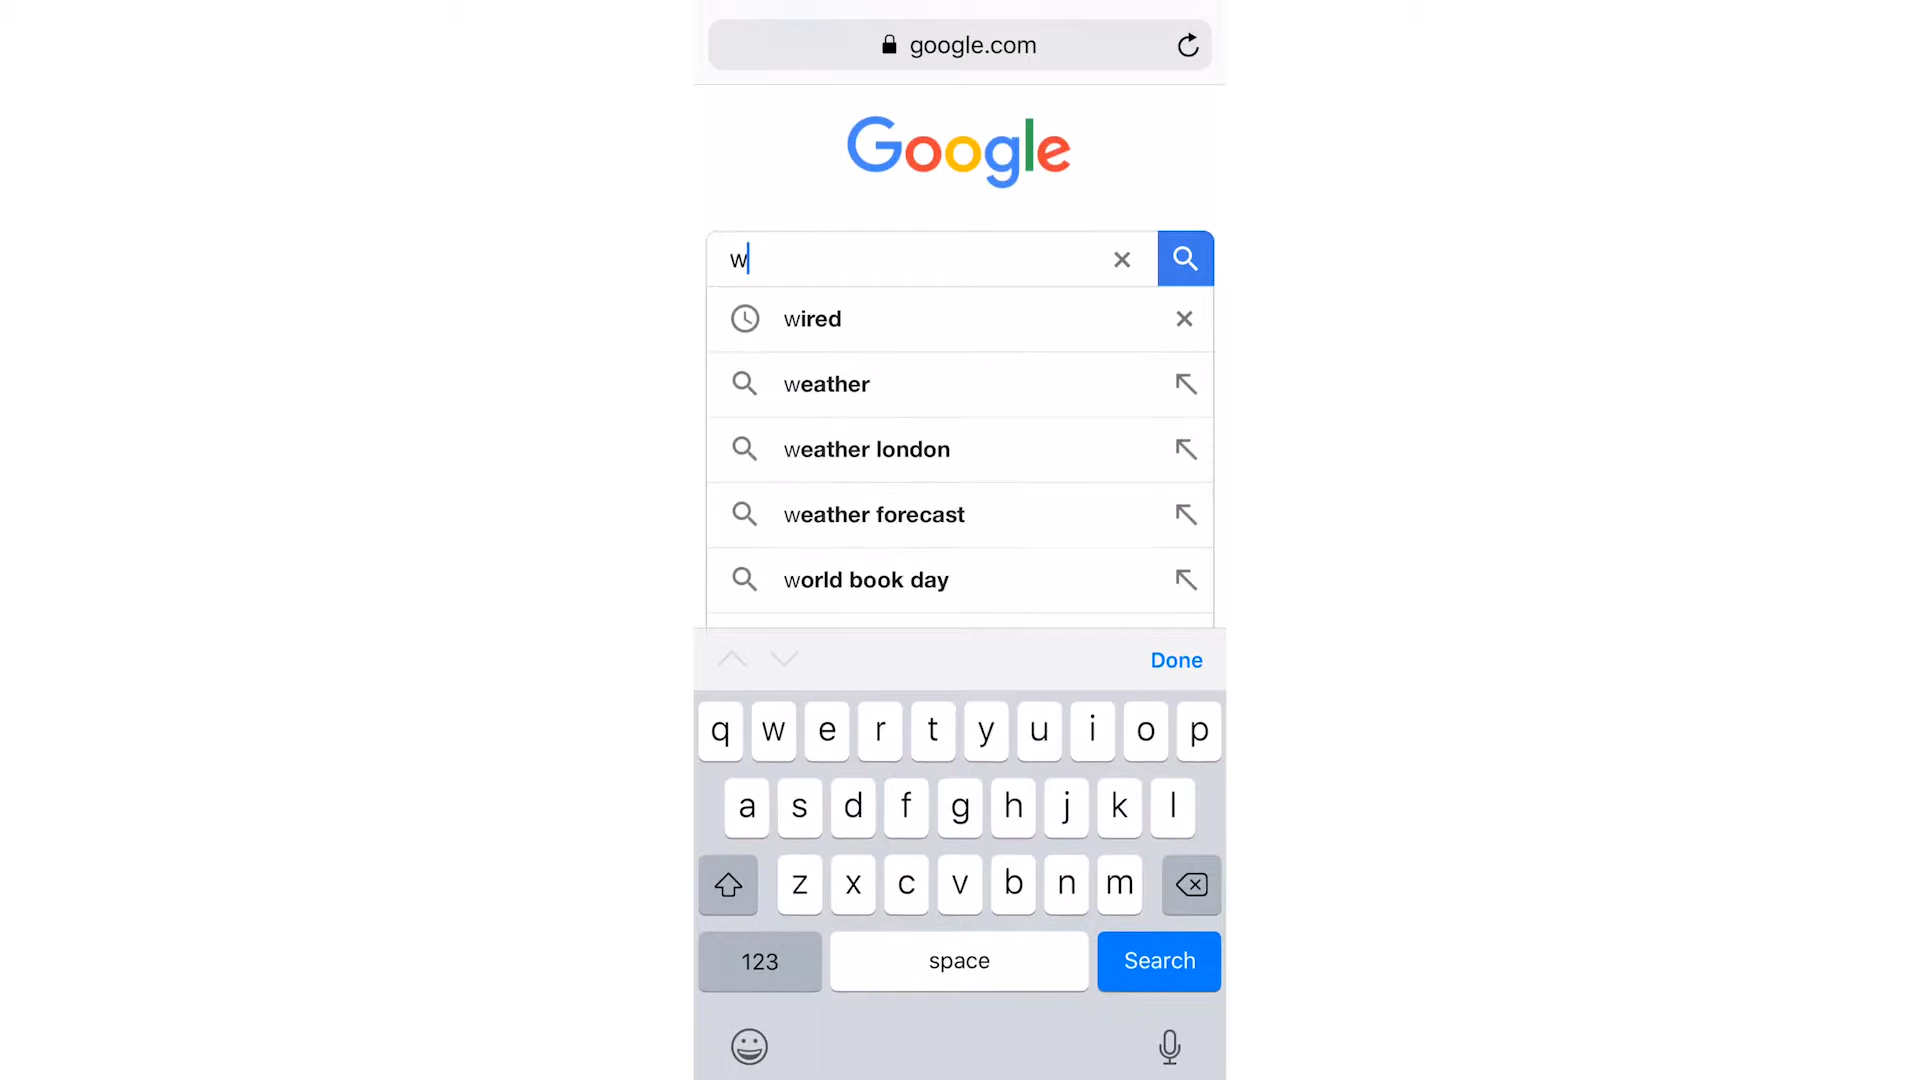 google.com
Google
w
wired
weather
weather london
weather forecast
world book day
Done
q w e r t y u i o p
a s d f g h j k l
z x c v b n m
123 space Search